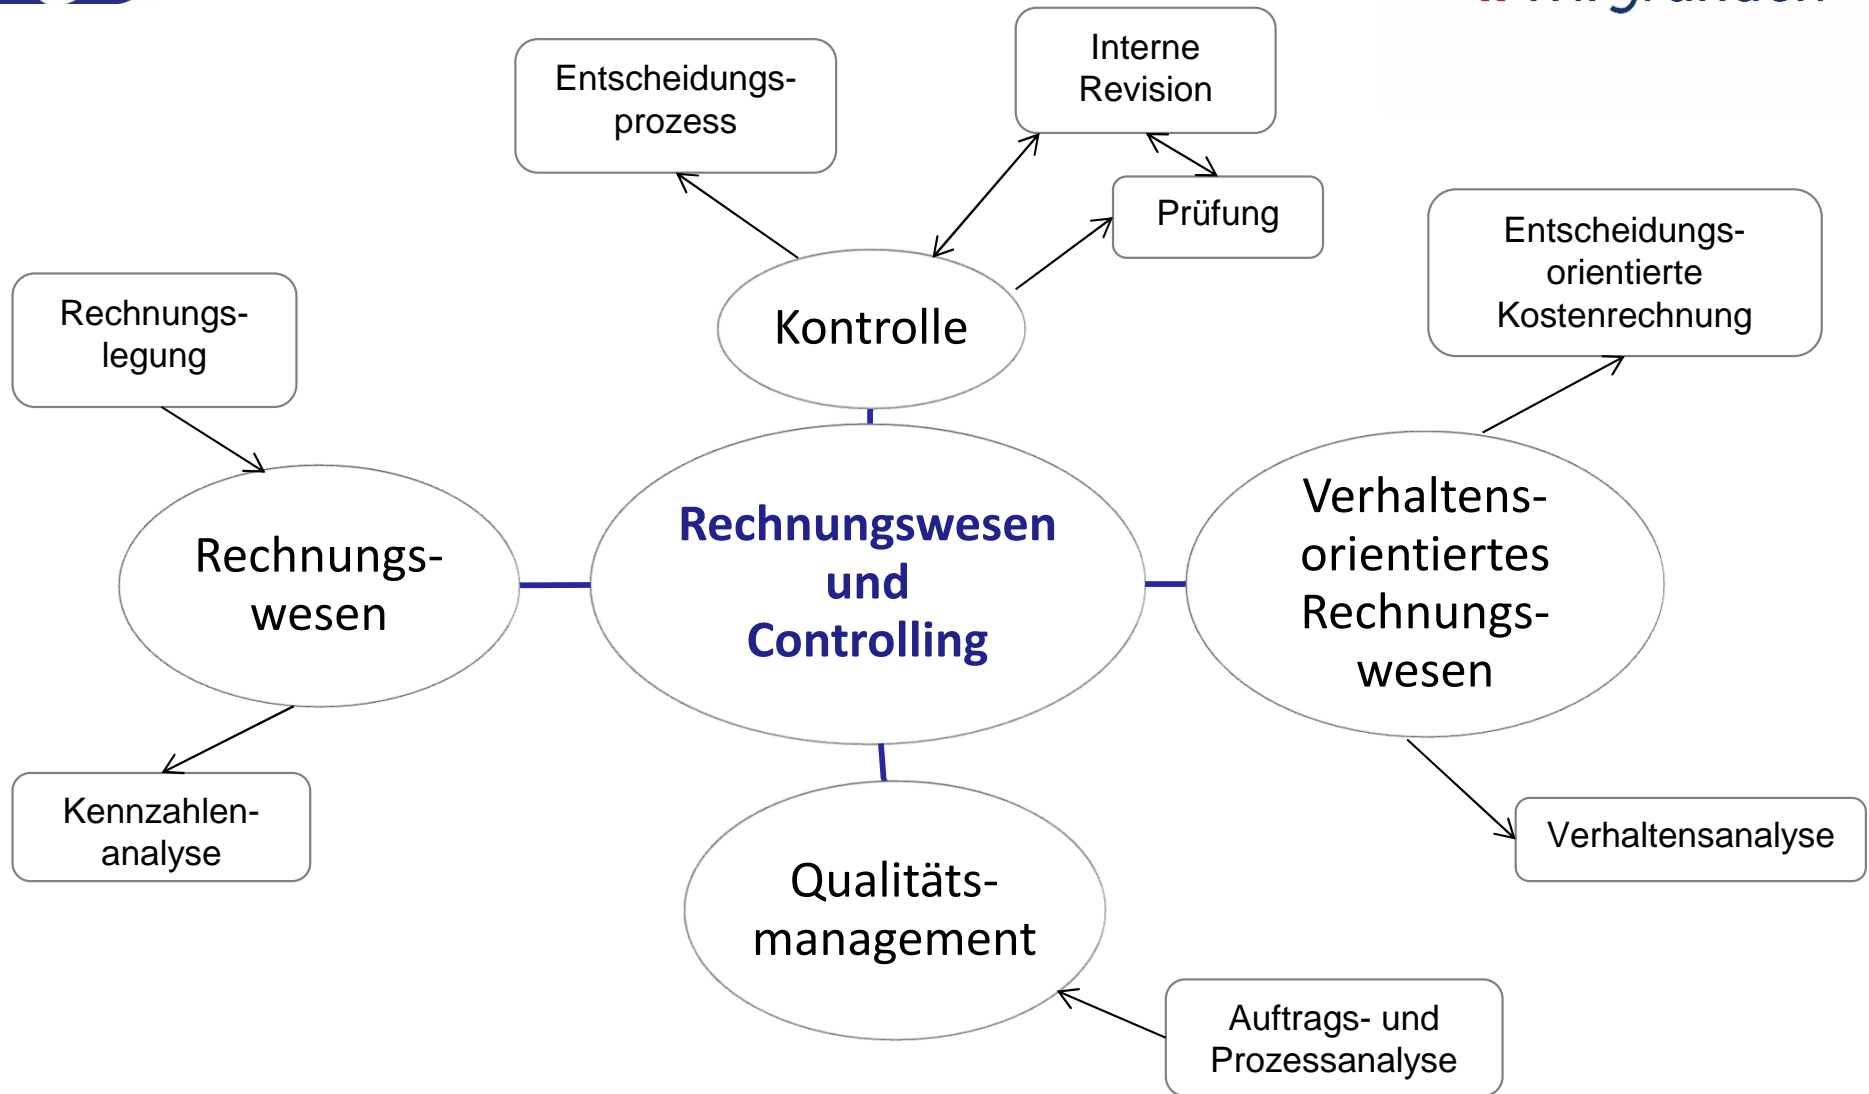 Interne
Revision
Entscheidungs-
prozess
Prüfung
Entscheidungs-
orientierte
Kostenrechnung
Rechnungs-
legung
Kontrolle
Rechnungswesen
und
Controlling
Rechnungs-
wesen
Verhaltens-
orientiertes
Rechnungs-
wesen
Kennzahlen-
analyse
Verhaltensanalyse
Qualitäts-
management
Auftrags- und
Prozessanalyse